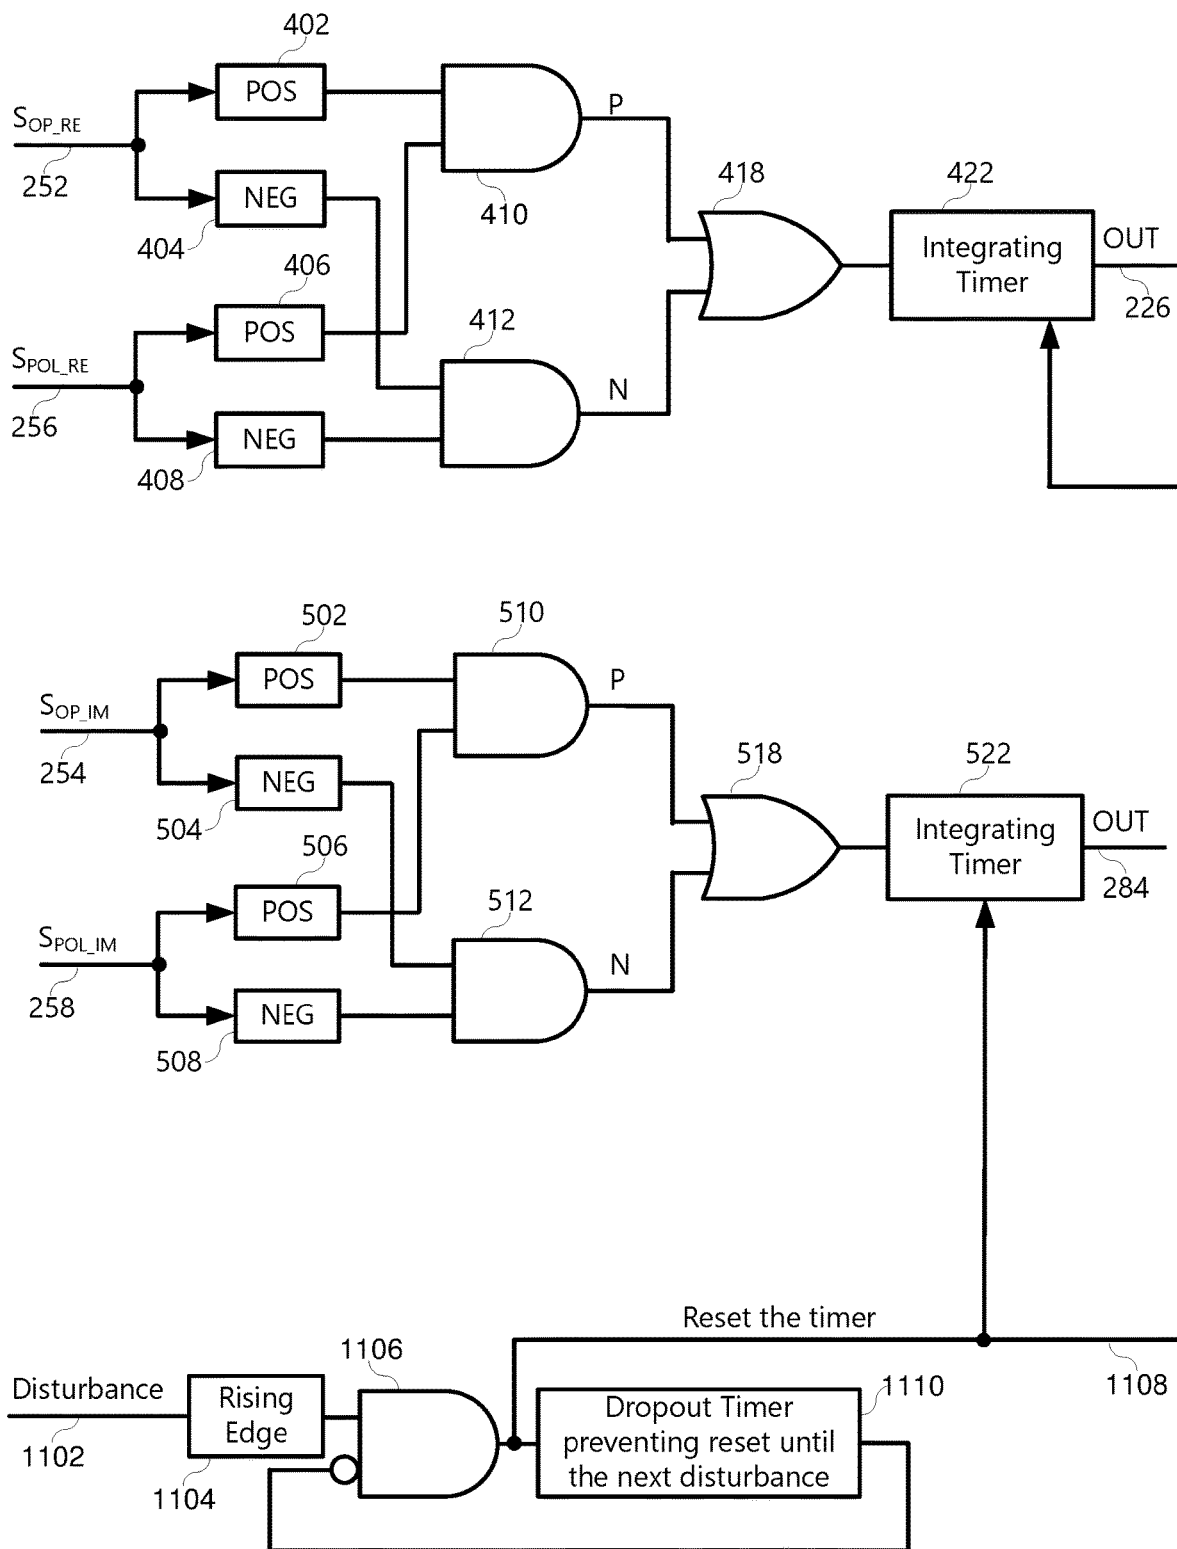 402
POS
S_OP_RE
252
NEG
404
410
P
406
POS
S_POL_RE
256
NEG
408
412
N
418
422
Integrating
Timer
OUT
226
502
POS
S_OP_IM
254
NEG
504
510
P
506
POS
S_POL_IM
258
NEG
508
512
N
518
522
Integrating
Timer
OUT
284
Reset the timer
1108
Disturbance
1102
Rising
Edge
1104
1106
1110
Dropout Timer
preventing reset until
the next disturbance